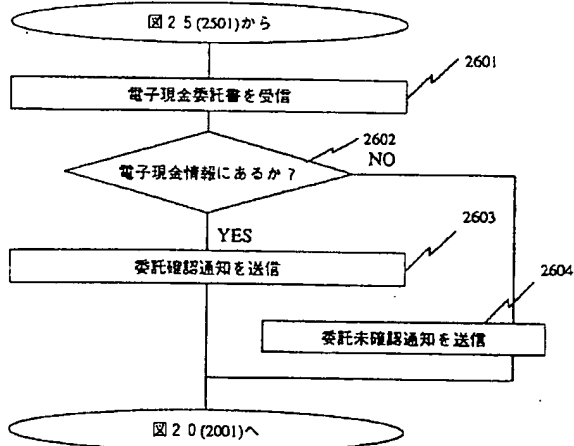 図２５(2501)から
2601
電子現金委託書を受信
2602
電子現金情報にあるか？
NO
YES
2603
委託確認通知を送信
2604
委託未確認通知を送信
図２０(2001)へ